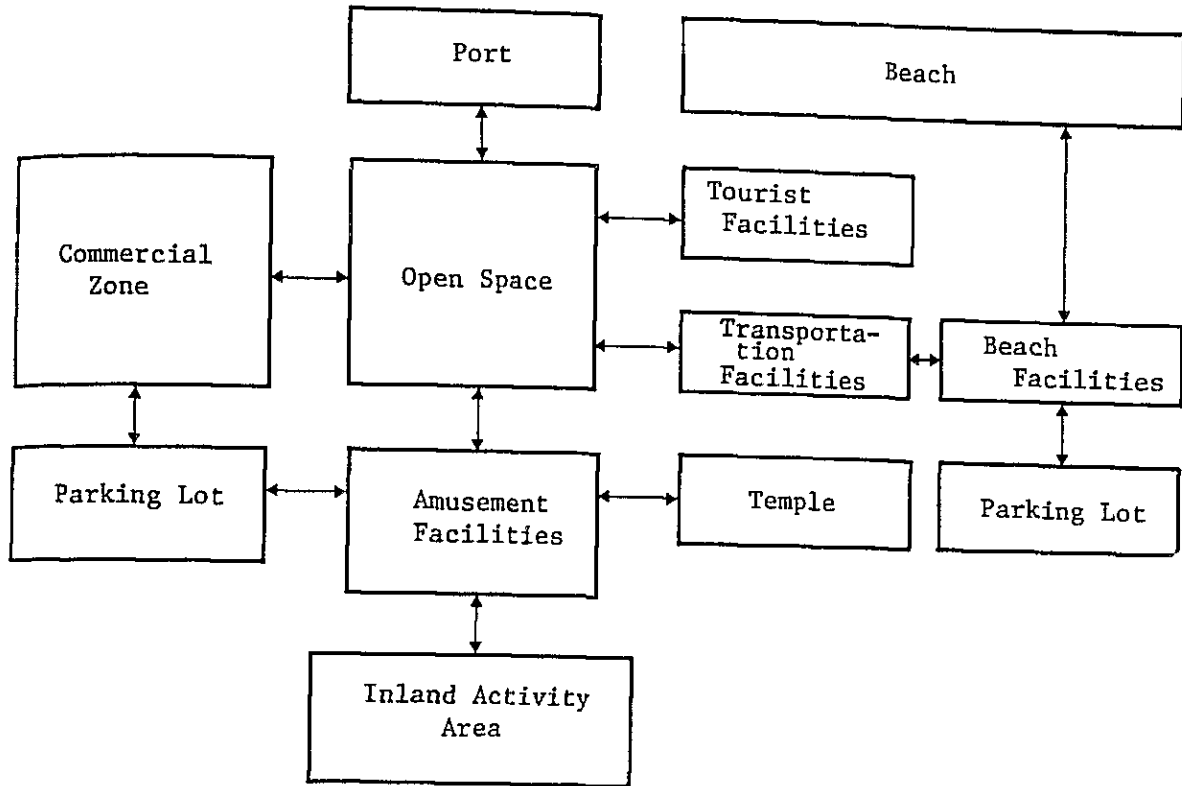 Port
Beach
Commercial
Zone
Open Space
Tourist
Facilities
Transporta-
tion
Facilities
Beach
Facilities
Parking Lot
Amusement
Facilities
Temple
Parking Lot
Inland Activity
Area